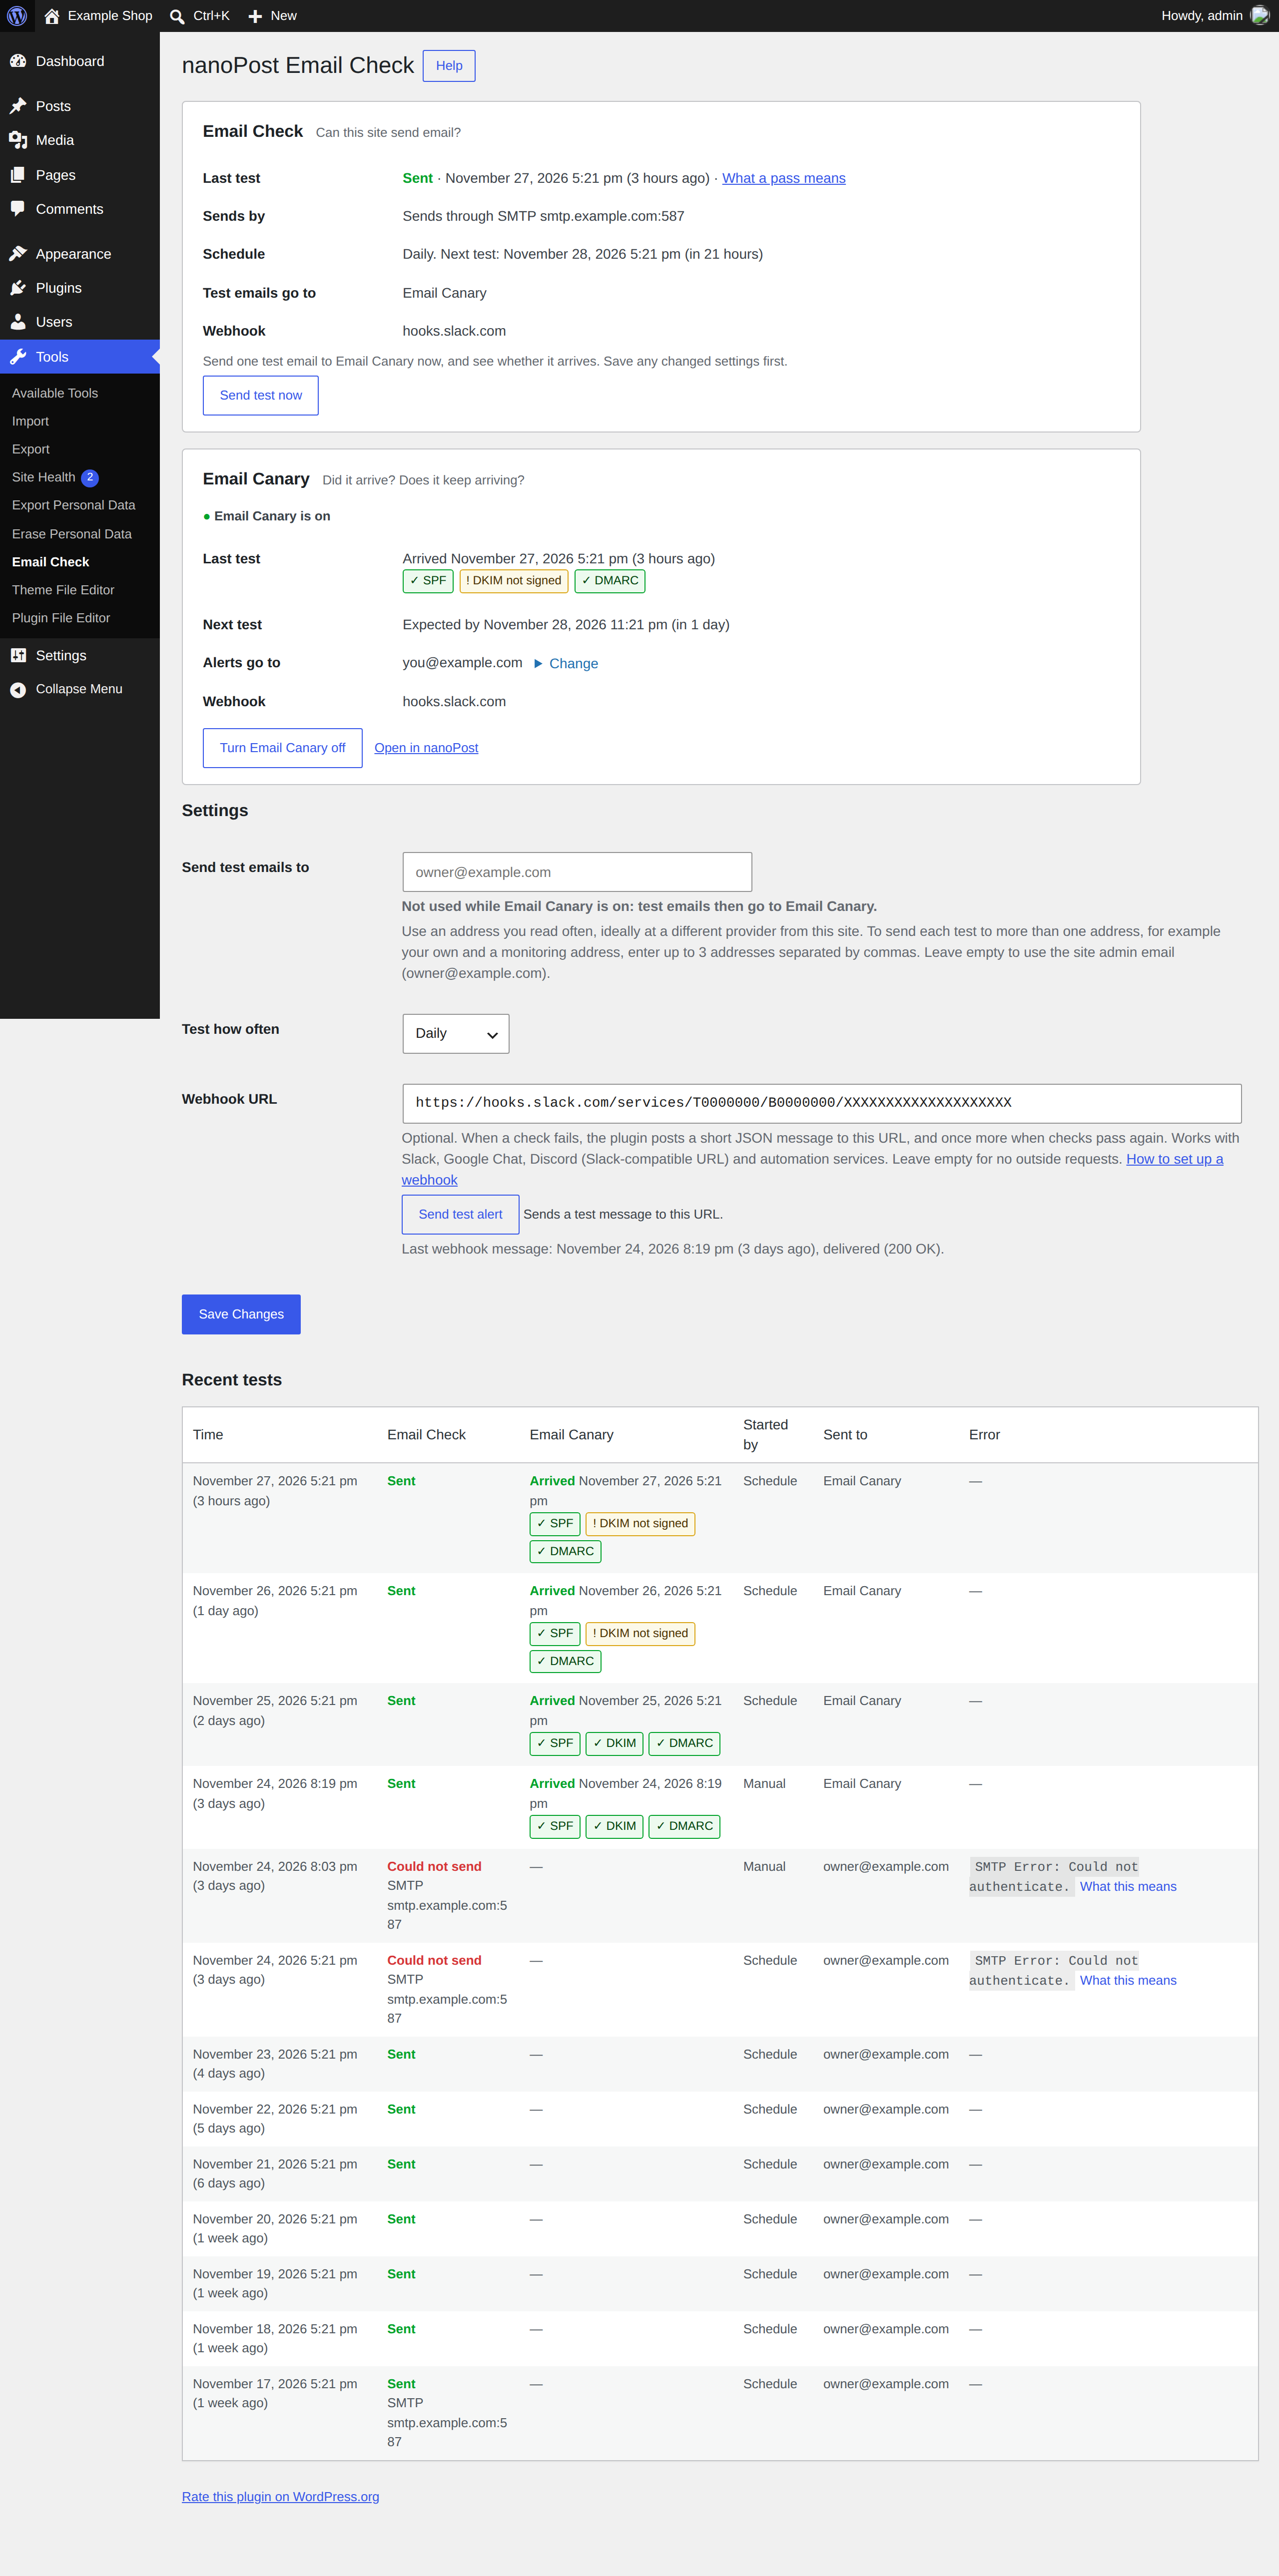 Example Shop
Ctrl+K
New
Howdy, admin
Dashboard
Posts
Media
Pages
Comments
Appearance
Plugins
Users
Tools
Available Tools
Import
Export
Site Health 2
Export Personal Data
Erase Personal Data
Email Check
Theme File Editor
Plugin File Editor
Settings
Collapse Menu
nanoPost Email Check Help
Email Check Can this site send email?
Last test Sent · November 27, 2026 5:21 pm (3 hours ago) · What a pass means
Sends by Sends through SMTP smtp.example.com:587
Schedule Daily. Next test: November 28, 2026 5:21 pm (in 21 hours)
Test emails go to Email Canary
Webhook hooks.slack.com
Send one test email to Email Canary now, and see whether it arrives. Save any changed settings first.
Send test now
Email Canary Did it arrive? Does it keep arriving?
● Email Canary is on
Last test Arrived November 27, 2026 5:21 pm (3 hours ago)
✓ SPF ! DKIM not signed ✓ DMARC
Next test Expected by November 28, 2026 11:21 pm (in 1 day)
Alerts go to you@example.com ▶ Change
Webhook hooks.slack.com
Turn Email Canary off Open in nanoPost
Settings
Send test emails to owner@example.com
Not used while Email Canary is on: test emails then go to Email Canary.
Use an address you read often, ideally at a different provider from this site. To send each test to more than one address, for example
your own and a monitoring address, enter up to 3 addresses separated by commas. Leave empty to use the site admin email
(owner@example.com).
Test how often Daily
Webhook URL https://hooks.slack.com/services/T0000000/B0000000/XXXXXXXXXXXXXXXXXXXX
Optional. When a check fails, the plugin posts a short JSON message to this URL, and once more when checks pass again. Works with
Slack, Google Chat, Discord (Slack-compatible URL) and automation services. Leave empty for no outside requests. How to set up a
webhook
Send test alert Sends a test message to this URL.
Last webhook message: November 24, 2026 8:19 pm (3 days ago), delivered (200 OK).
Save Changes
Recent tests
Time Email Check Email Canary Started by Sent to Error
November 27, 2026 5:21 pm Sent Arrived November 27, 2026 5:21 Schedule Email Canary —
(3 hours ago) pm
✓ SPF ! DKIM not signed
✓ DMARC
November 26, 2026 5:21 pm Sent Arrived November 26, 2026 5:21 Schedule Email Canary —
(1 day ago) pm
✓ SPF ! DKIM not signed
✓ DMARC
November 25, 2026 5:21 pm Sent Arrived November 25, 2026 5:21 Schedule Email Canary —
(2 days ago) pm
✓ SPF ✓ DKIM ✓ DMARC
November 24, 2026 8:19 pm Sent Arrived November 24, 2026 8:19 Manual Email Canary —
(3 days ago) pm
✓ SPF ✓ DKIM ✓ DMARC
November 24, 2026 8:03 pm Could not send — Manual owner@example.com SMTP Error: Could not
(3 days ago) SMTP authenticate. What this means
smtp.example.com:5
87
November 24, 2026 5:21 pm Could not send — Schedule owner@example.com SMTP Error: Could not
(3 days ago) SMTP authenticate. What this means
smtp.example.com:5
87
November 23, 2026 5:21 pm Sent — Schedule owner@example.com —
(4 days ago)
November 22, 2026 5:21 pm Sent — Schedule owner@example.com —
(5 days ago)
November 21, 2026 5:21 pm Sent — Schedule owner@example.com —
(6 days ago)
November 20, 2026 5:21 pm Sent — Schedule owner@example.com —
(1 week ago)
November 19, 2026 5:21 pm Sent — Schedule owner@example.com —
(1 week ago)
November 18, 2026 5:21 pm Sent — Schedule owner@example.com —
(1 week ago)
November 17, 2026 5:21 pm Sent — Schedule owner@example.com —
(1 week ago) SMTP
smtp.example.com:5
87
Rate this plugin on WordPress.org